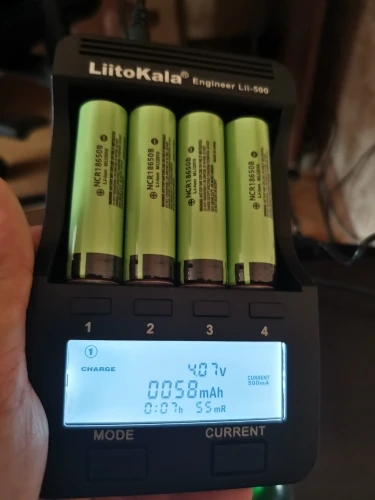 LiitoKala® Engineer Lii-500
NCR18650B
NCR18650B
NCR18650B
NCR18650B
1 2 3 4
1
CHARGE
4.07V
CURRENT
500mA
0058mAh
0:07h 55mR
MODE CURRENT